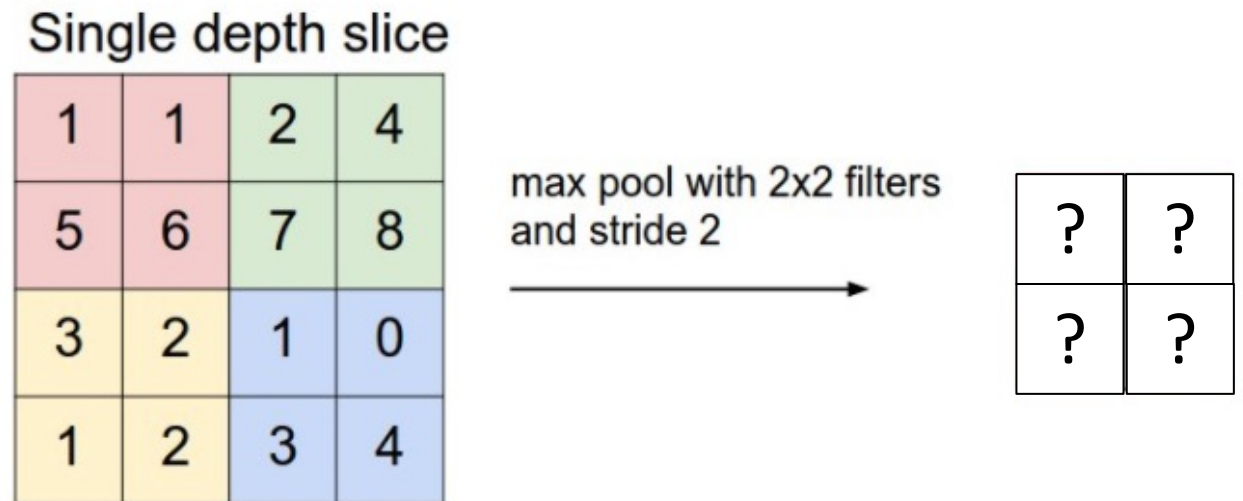 Single depth slice
1 1 2 4
5 6 7 8
3 2 1 0
1 2 3 4
max pool with 2x2 filters
and stride 2
? ?
? ?